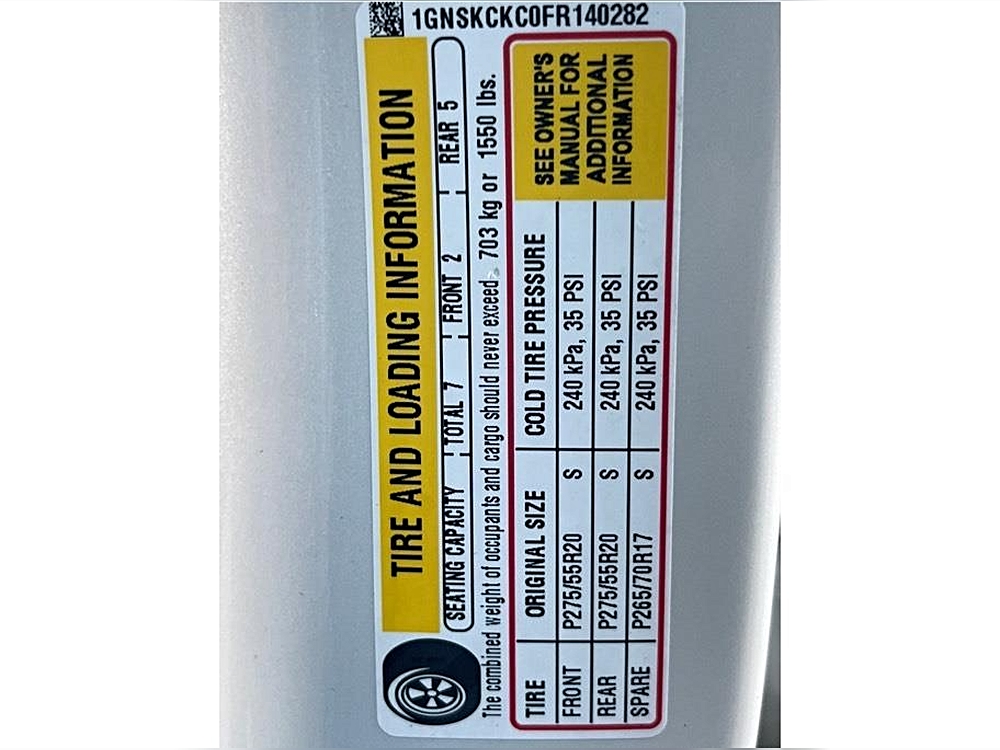 1GNSKCKC0FR140282
TIRE AND LOADING INFORMATION
SEATING CAPACITY TOTAL 7 FRONT 2 REAR 5
The combined weight of occupants and cargo should never exceed 703 kg or 1550 lbs.
TIRE ORIGINAL SIZE COLD TIRE PRESSURE
FRONT P275/55R20 S 240 kPa, 35 PSI
REAR P275/55R20 S 240 kPa, 35 PSI
SPARE P265/70R17 S 240 kPa, 35 PSI
SEE OWNER'S
MANUAL FOR
ADDITIONAL
INFORMATION